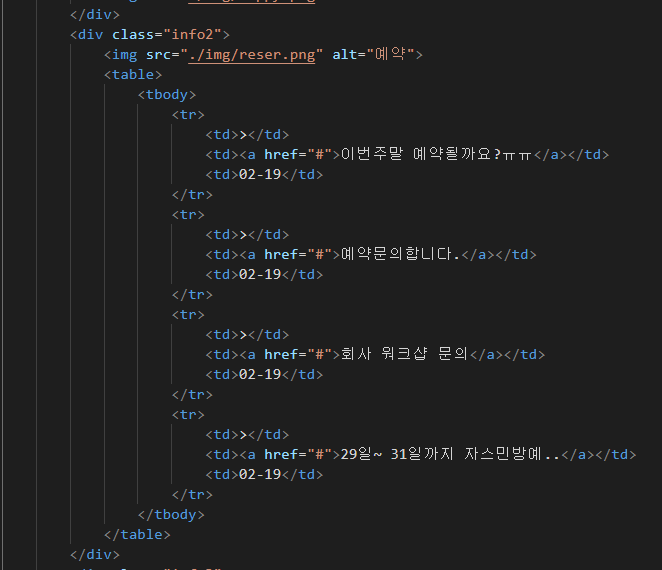 </div>
<div class="info2">
<img src="./img/reser.png" alt="예약">
<table>
<tbody>
<tr>
<td>></td>
<td><a href="#">이번주말 예약될까요?ㅠㅠ</a></td>
<td>02-19</td>
</tr>
<tr>
<td>></td>
<td><a href="#">예약문의합니다.</a></td>
<td>02-19</td>
</tr>
<tr>
<td>></td>
<td><a href="#">회사 워크샵 문의</a></td>
<td>02-19</td>
</tr>
<tr>
<td>></td>
<td><a href="#">29일~ 31일까지 자스민방예..</a></td>
<td>02-19</td>
</tr>
</tbody>
</table>
</div>